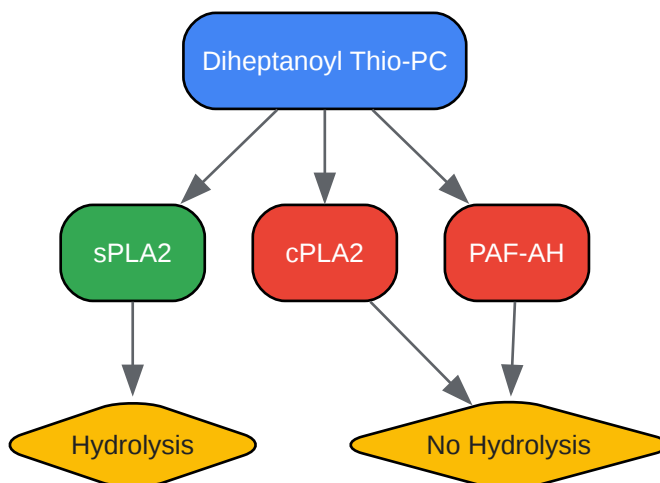 Diheptanoyl Thio-PC
sPLA2
cPLA2
PAF-AH
Hydrolysis
No Hydrolysis